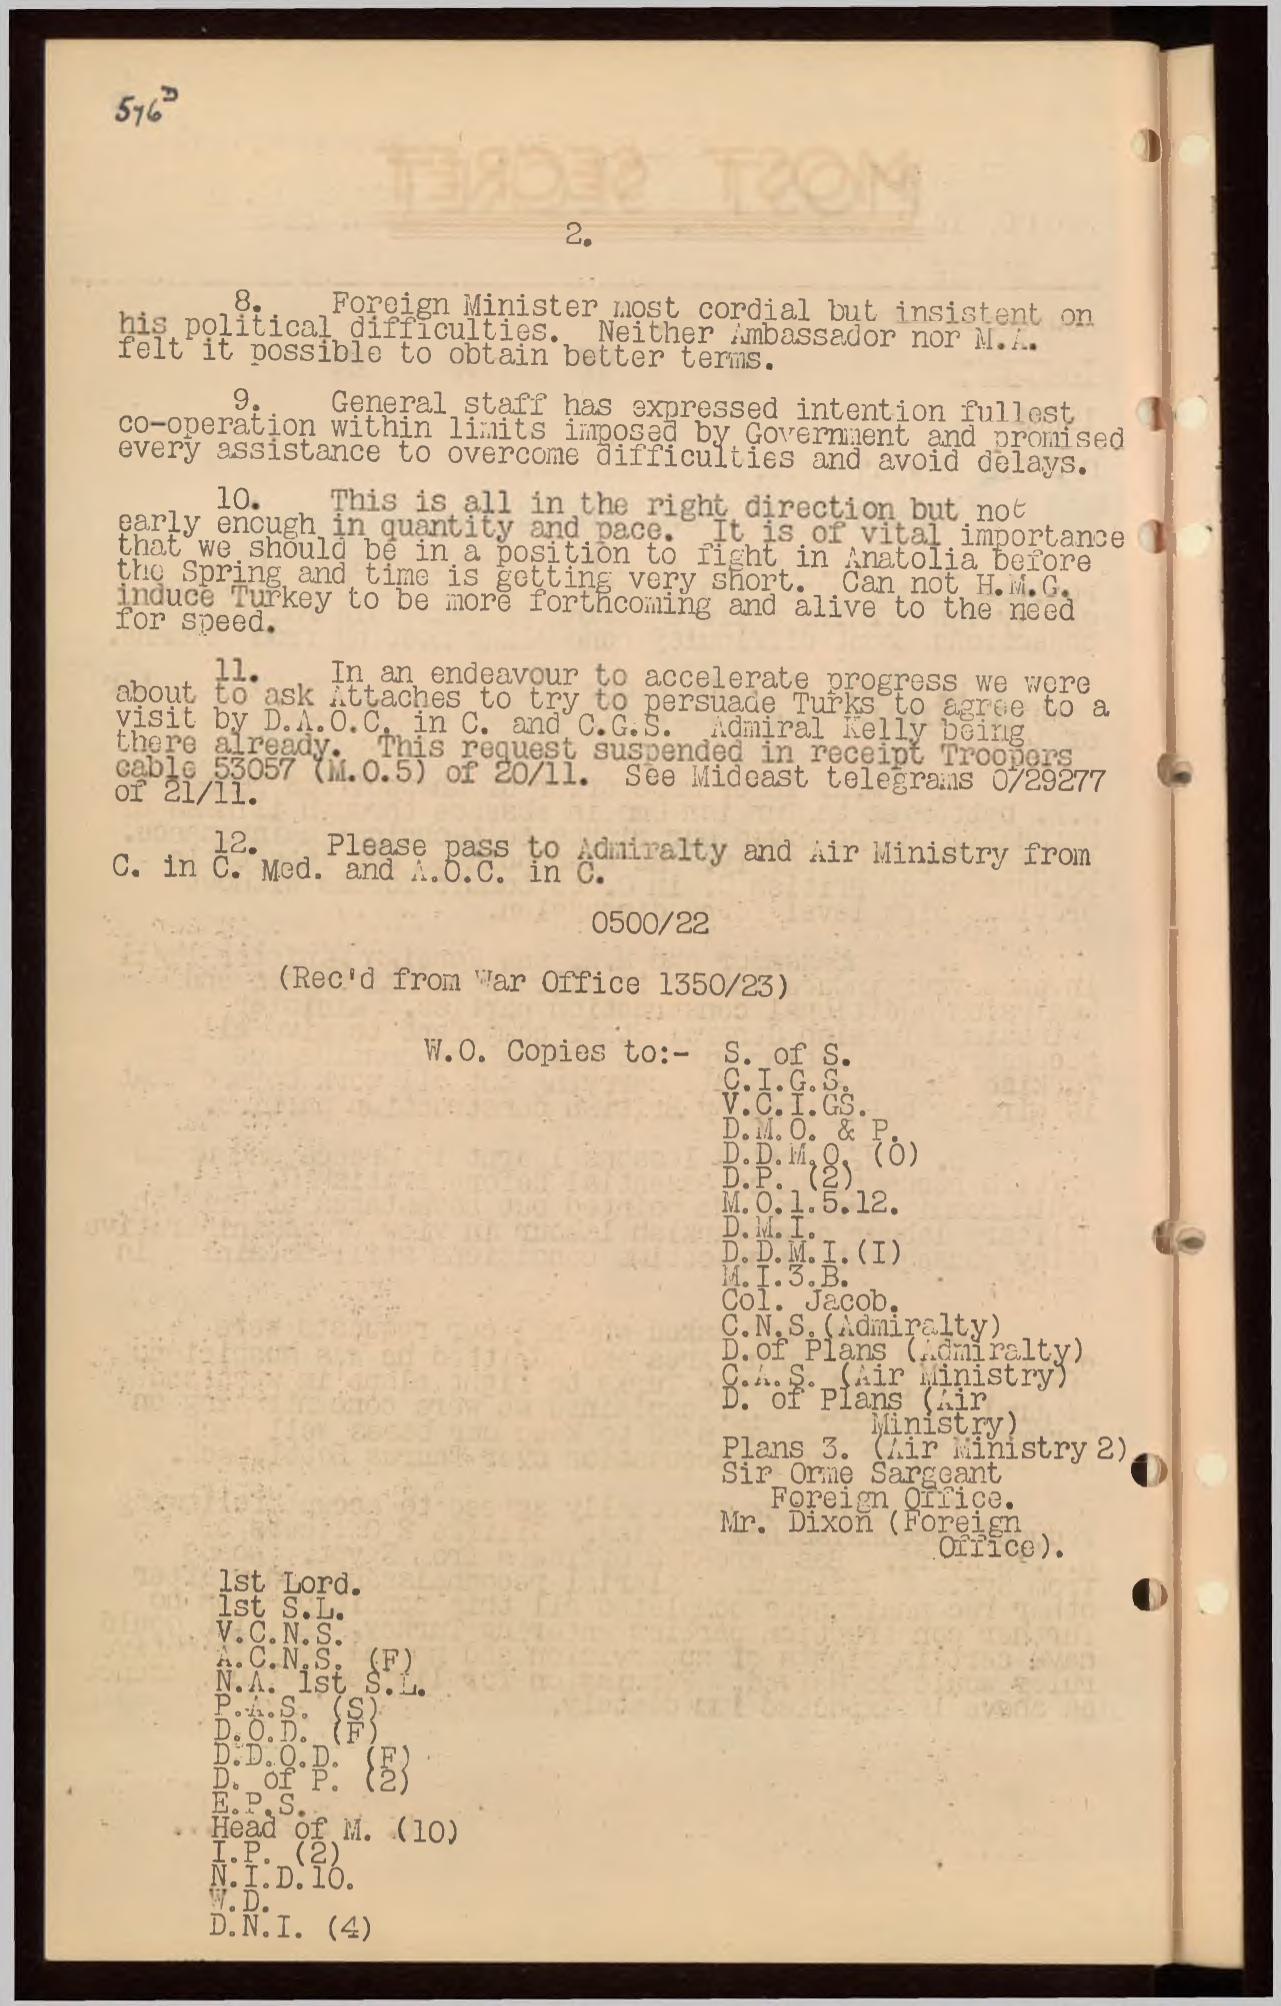 576D
MOST SECRET
2.
8. Foreign Minister most cordial but insistent on
his political difficulties. Neither Ambassador nor M.A.
felt it possible to obtain better terms.
9. General staff has expressed intention fullest
co-operation within limits imposed by Government and promised
every assistance to overcome difficulties and avoid delays.
10. This is all in the right direction but not
early enough in quantity and pace. It is of vital importance
that we should be in a position to fight in Anatolia before
the Spring and time is getting very short. Can not H.M.G.
induce Turkey to be more forthcoming and alive to the need
for speed.
11. In an endeavour to accelerate progress we were
about to ask Attaches to try to persuade Turks to agree to a
visit by D.A.O.C. in C. and C.G.S. Admiral Kelly being
there already. This request suspended in receipt Troopers
cable 53057 (M.O.5) of 20/11. See Mideast telegrams O/29277
of 21/11.
12. Please pass to Admiralty and Air Ministry from
C. in C. Med. and A.O.C. in C.
0500/22
(Rec'd from War Office 1350/23)
W.O. Copies to:- S. of S.
C.I.G.S.
V.C.I.GS.
D.M.O. & P.
D.D.M.O. (O)
D.P. (2)
M.O.1.5.12.
D.M.I.
D.D.M.I.(I)
M.I.3.B.
Col. Jacob.
C.N.S.(Admiralty)
D.of Plans (Admiralty)
C.A.S. (Air Ministry)
D. of Plans (Air
Ministry)
Plans 3. (Air Ministry 2)
Sir Orme Sargeant
Foreign Office.
Mr. Dixon (Foreign
Office).
1st Lord.
1st S.L.
V.C.N.S.
A.C.N.S. (F)
N.A. 1st S.L.
P.A.S. (S)
D.O.D. (F)
D.D.O.D. (F)
D. of P. (2)
E.P.S.
Head of M. (10)
I.P. (2)
N.I.D.10.
W.D.
D.N.I. (4)